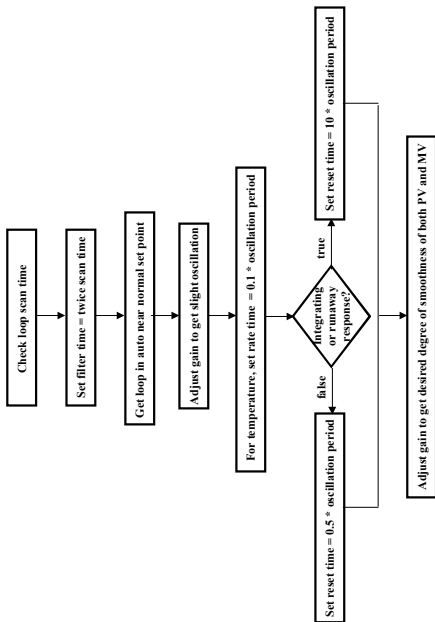 Check loop scan time
Set filter time = twice scan time
Get loop in auto near normal set point
Adjust gain to get slight oscillation
For temperature, set rate time = 0.1 * oscillation period
Integrating
or runaway
response?
false
true
Set reset time = 0.5 * oscillation period
Set reset time = 10 * oscillation period
Adjust gain to get desired degree of smoothness of both PV and MV